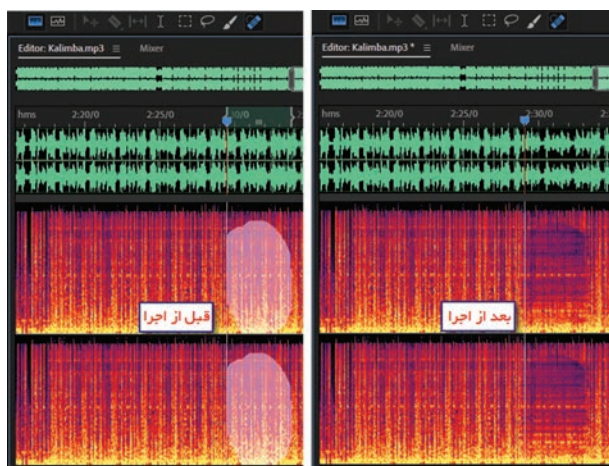 Editor: Kalimba.mp3
Mixer
hms 2:20/0 2:25/0
قبل از اجرا
Editor: Kalimba.mp3 *
Mixer
hms 2:20/0 2:25/0 2:30/0
بعد از اجرا